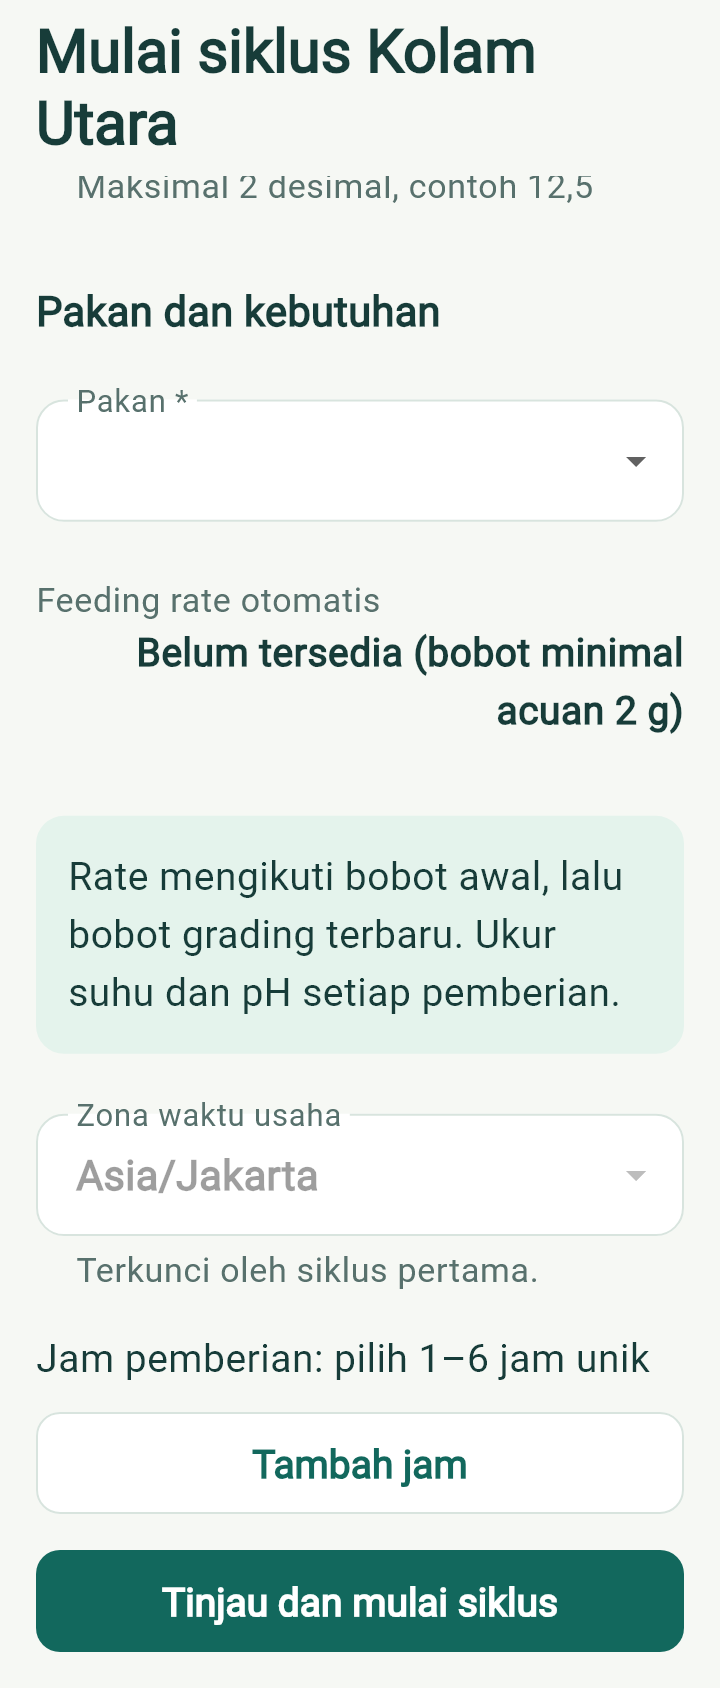 Mulai siklus Kolam
Utara
Maksimal 2 desimal, contoh 12,5
Pakan dan kebutuhan
Pakan *
Feeding rate otomatis
Belum tersedia (bobot minimal
acuan 2 g)
Rate mengikuti bobot awal, lalu
bobot grading terbaru. Ukur
suhu dan pH setiap pemberian.
Zona waktu usaha
Asia/Jakarta
Terkunci oleh siklus pertama.
Jam pemberian: pilih 1–6 jam unik
Tambah jam
Tinjau dan mulai siklus